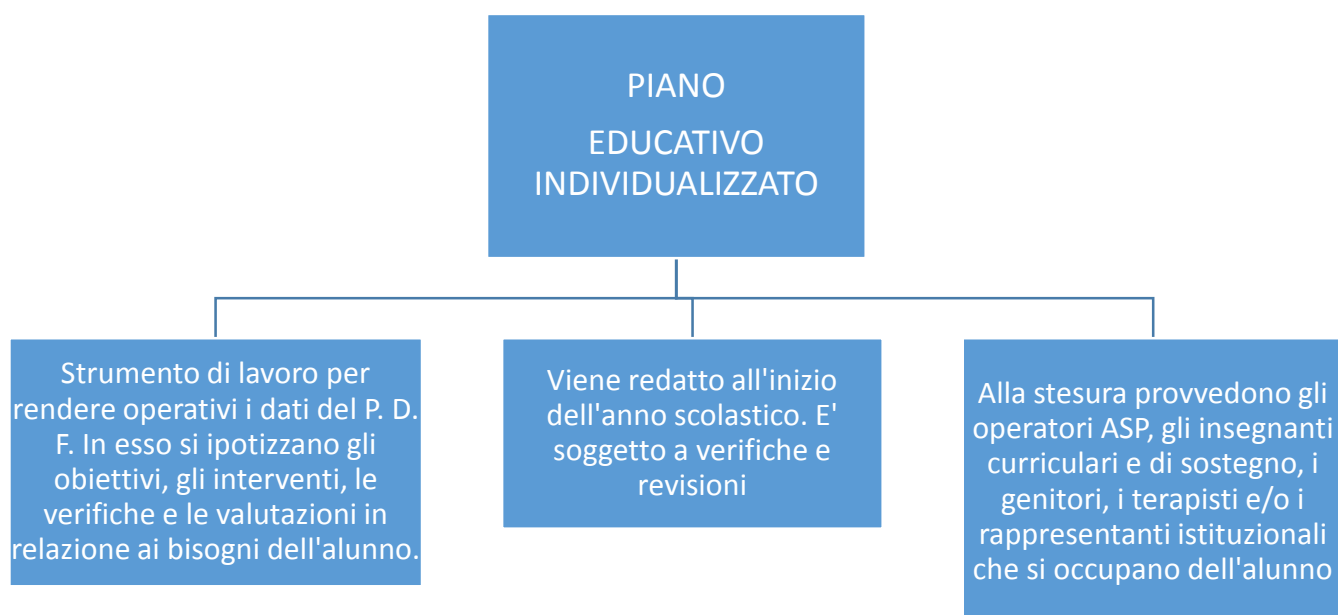 PIANO
EDUCATIVO
INDIVIDUALIZZATO
Strumento di lavoro per
rendere operativi i dati del P. D.
F. In esso si ipotizzano gli
obiettivi, gli interventi, le
verifiche e le valutazioni in
relazione ai bisogni dell'alunno.
Viene redatto all'inizio
dell'anno scolastico. E'
soggetto a verifiche e
revisioni
Alla stesura provvedono gli
operatori ASP, gli insegnanti
curriculari e di sostegno, i
genitori, i terapisti e/o i
rappresentanti istituzionali
che si occupano dell'alunno